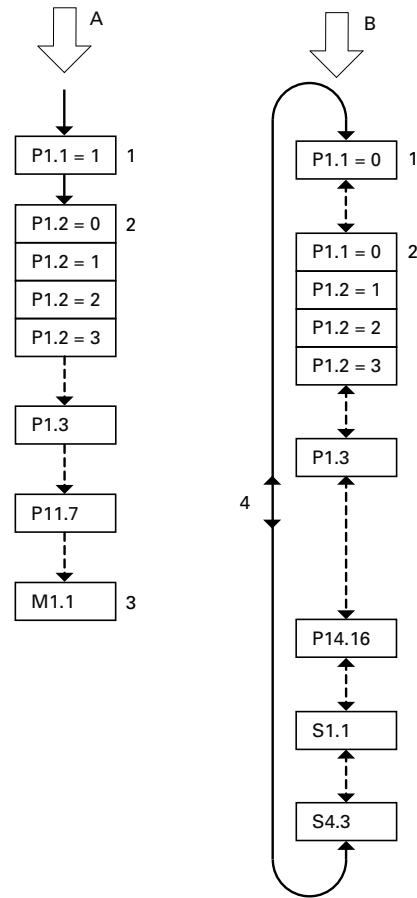 A
P1.1 = 1
1
P1.2 = 0
2
P1.2 = 1
P1.2 = 2
P1.2 = 3
P1.3
P11.7
M1.1
3
B
P1.1 = 0
1
P1.1 = 0
2
P1.2 = 1
P1.2 = 2
P1.2 = 3
P1.3
4
P14.16
S1.1
S4.3